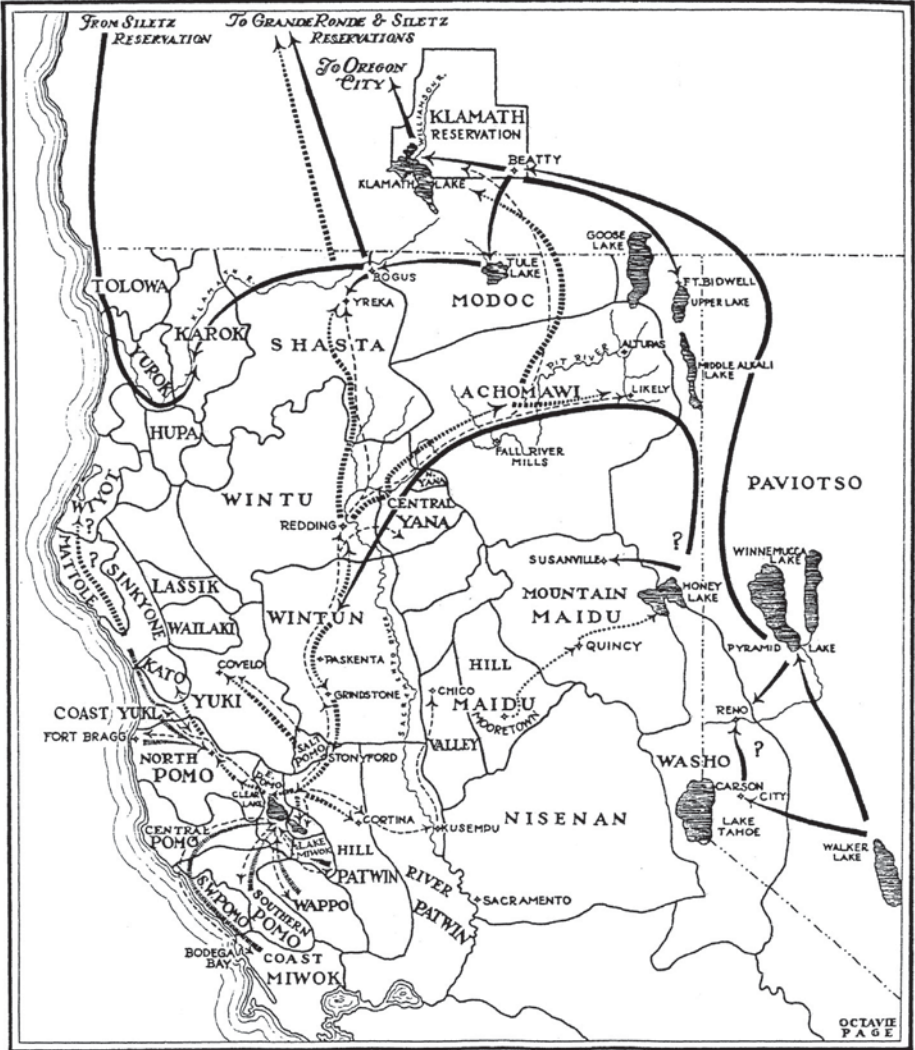 FROM SILETZ
RESERVATION
TO GRANDE RONDE & SILETZ
RESERVATIONS
TO OREGON
CITY
WILLIAMSON R.
KLAMATH
RESERVATION
BEATTY
KLAMATH LAKE
GOOSE
LAKE
TULE
LAKE
FT. BIDWELL
UPPER LAKE
BOGUS
TOLOWA
KLAMATH R.
YREKA
MODOC
KAROK
SHASTA
YUROK
PIT RIVER
ALTURAS
MIDDLE ALKALI
LAKE
ACHOMAWI
LIKELY
HUPA
FALL RIVER
MILLS
N. YANA
WIYOT
?
WINTU
CENTRAL
YANA
PAVIOTSO
REDDING
?
MATTOLE
SINKYONE
LASSIK
SUSANVILLE
?
WINNEMUCCA
LAKE
HONEY
LAKE
MOUNTAIN
MAIDU
WAILAKI
WINTUN
QUINCY
PYRAMID LAKE
KATO
COVELO
PASKENTA
HILL
MAIDU
YUKI
GRINDSTONE
SACRAMENTO R.
CHICO
MOORETOWN
RENO
COAST YUKI
FORT BRAGG
SALT
POMO
STONYFORD
VALLEY
WASHO
?
NORTH
POMO
E.
POMO
CLEAR
LAKE
CORTINA
KUSEMPU
NISENAN
CARSON CITY
LAKE
TAHOE
CENTRAL
POMO
LAKE
MIWOK
HILL
PATWIN
WALKER
LAKE
RIVER
PATWIN
S.W. POMO
SOUTHERN
POMO
WAPPO
SACRAMENTO
BODEGA
BAY
COAST
MIWOK
OCTAVIE
PAGE